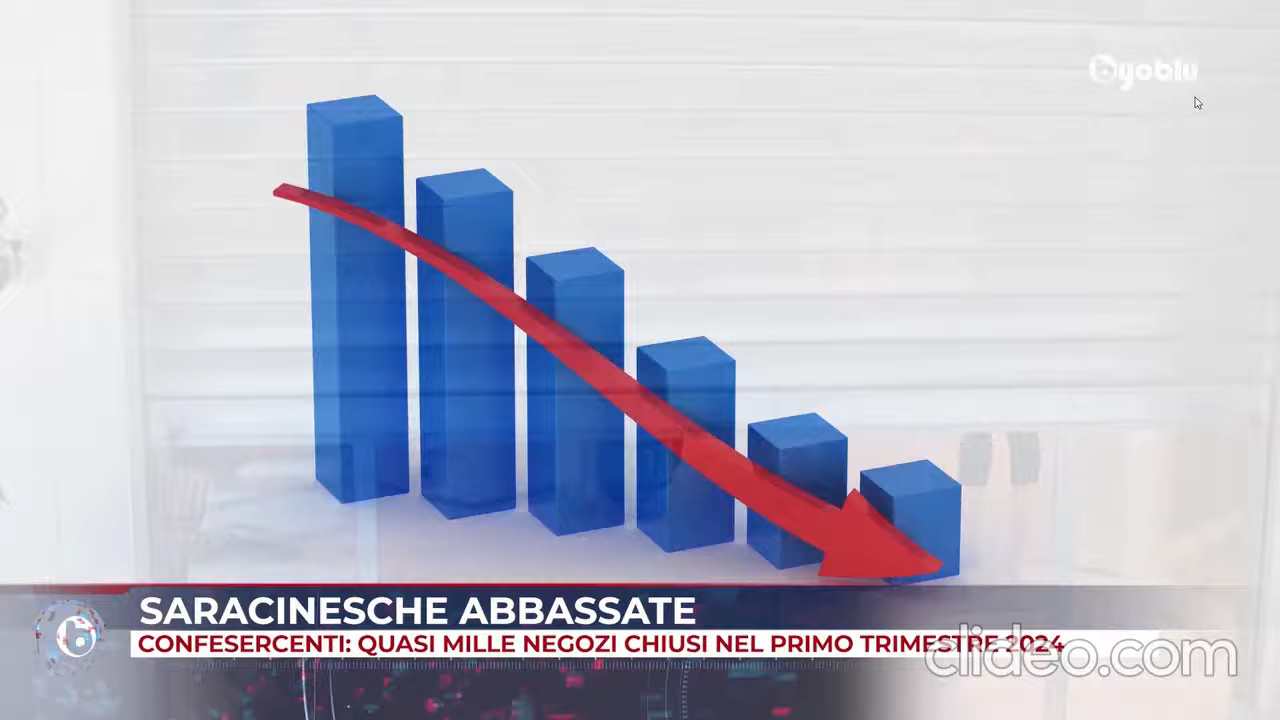 byoblu
SARACINESCHE ABBASSATE
CONFESERCENTI: QUASI MILLE NEGOZI CHIUSI NEL PRIMO TRIMESTRE 2024
clideo.com